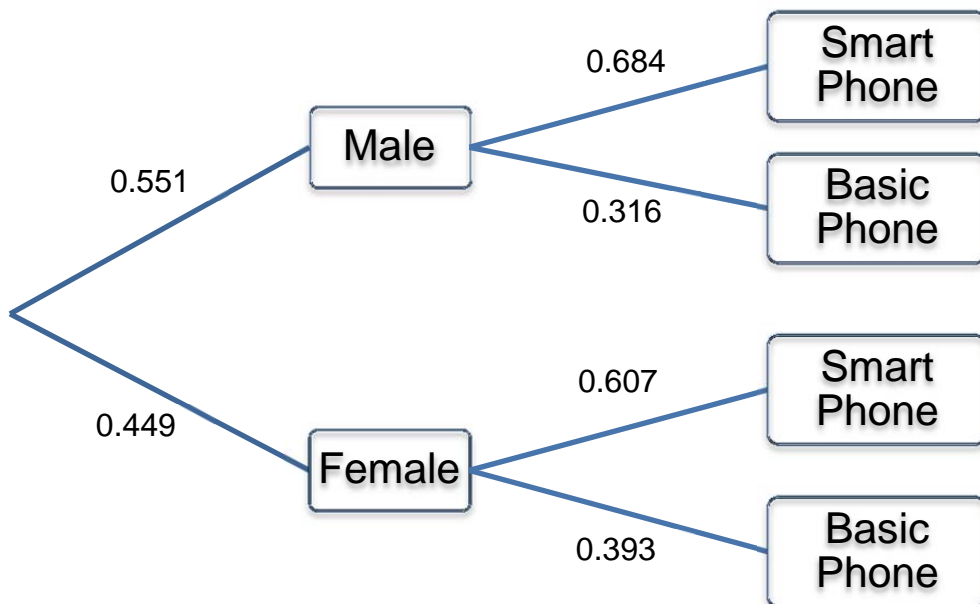 0.684
Smart
Phone
Male
0.551
0.316
Basic
Phone
0.449
Female
0.607
Smart
Phone
0.393
Basic
Phone